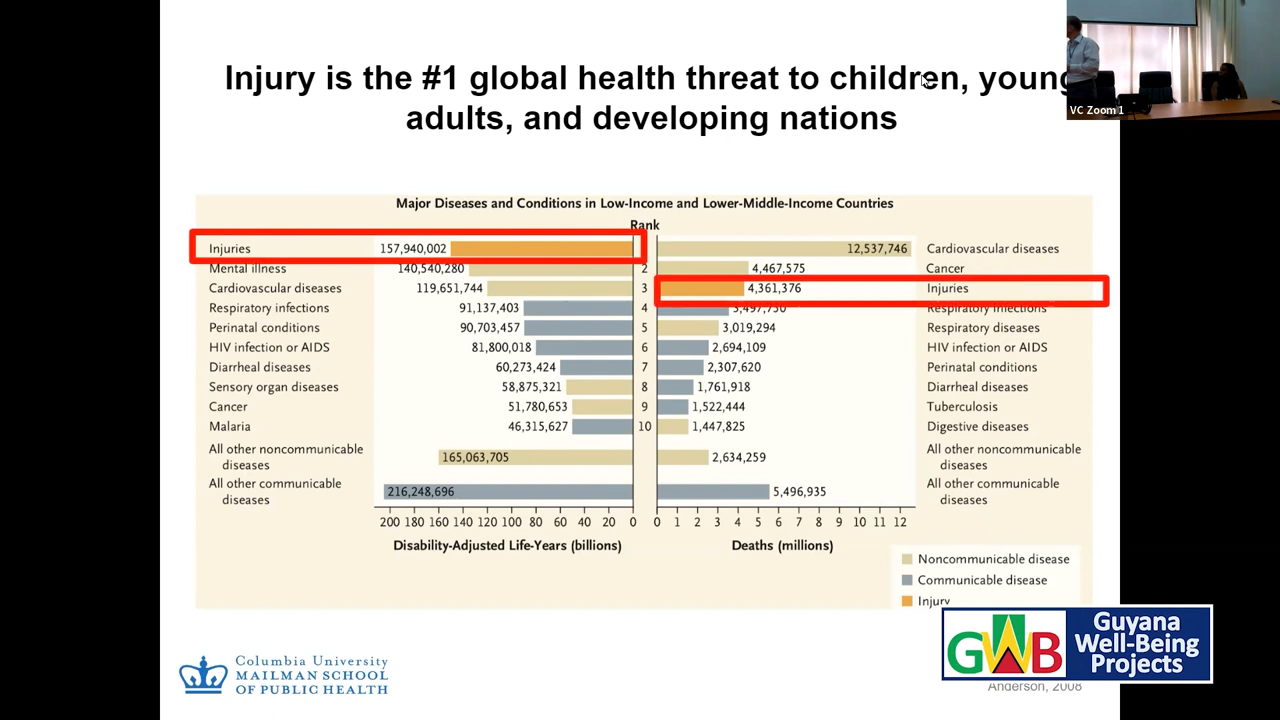 Injury is the #1 global health threat to children, young
adults, and developing nations
VC Zoom 1
Major Diseases and Conditions in Low-Income and Lower-Middle-Income Countries
Rank
Injuries 157,940,002 12,537,746 Cardiovascular diseases
Mental illness 140,540,280 2 4,467,575 Cancer
Cardiovascular diseases 119,651,744 3 4,361,376 Injuries
Respiratory infections 91,137,403 4 3,497,750 Respiratory infections
Perinatal conditions 90,703,457 5 3,019,294 Respiratory diseases
HIV infection or AIDS 81,800,018 6 2,694,109 HIV infection or AIDS
Diarrheal diseases 60,273,424 7 2,307,620 Perinatal conditions
Sensory organ diseases 58,875,321 8 1,761,918 Diarrheal diseases
Cancer 51,780,653 9 1,522,444 Tuberculosis
Malaria 46,315,627 10 1,447,825 Digestive diseases
All other noncommunicable diseases 165,063,705 2,634,259 All other noncommunicable diseases
All other communicable diseases 216,248,696 5,496,935 All other communicable diseases
200 180 160 140 120 100 80 60 40 20 0 0 1 2 3 4 5 6 7 8 9 10 11 12
Disability-Adjusted Life-Years (billions) Deaths (millions)
Noncommunicable disease
Communicable disease
Injury
Columbia University
MAILMAN SCHOOL
OF PUBLIC HEALTH
GWB
Guyana
Well-Being
Projects
Anderson, 2008